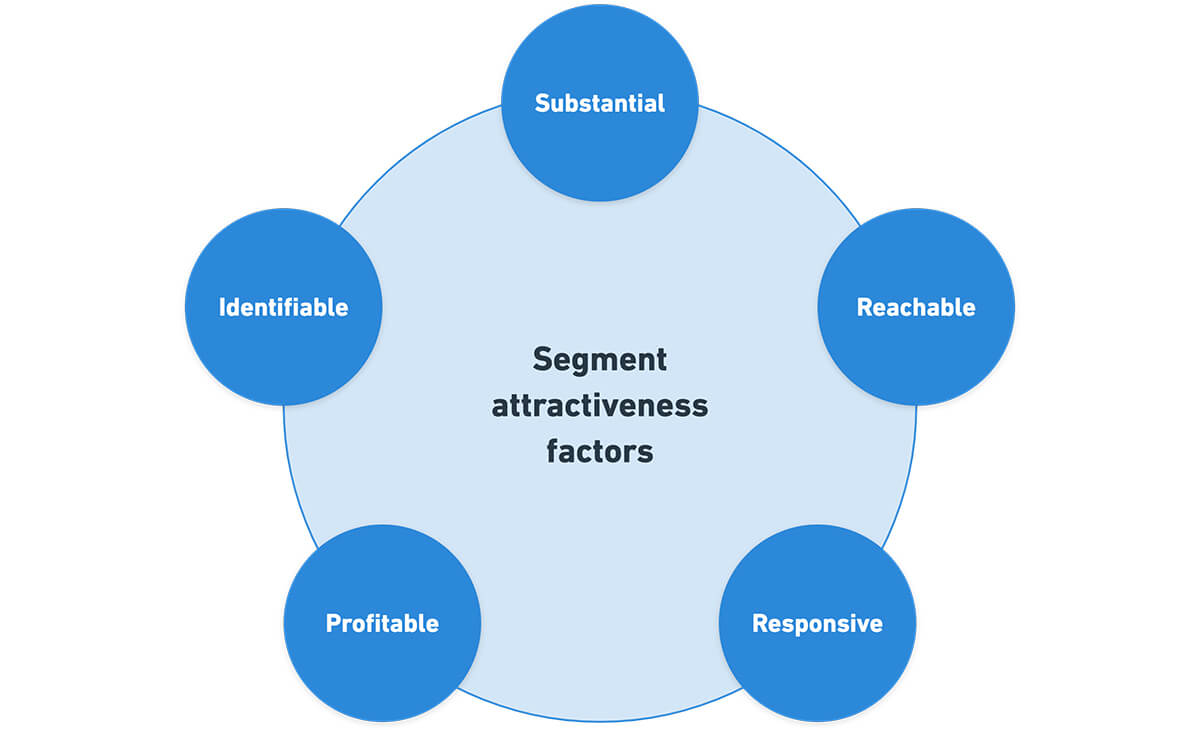 Substantial
Identifiable
Reachable
Segment
attractiveness
factors
Profitable
Responsive